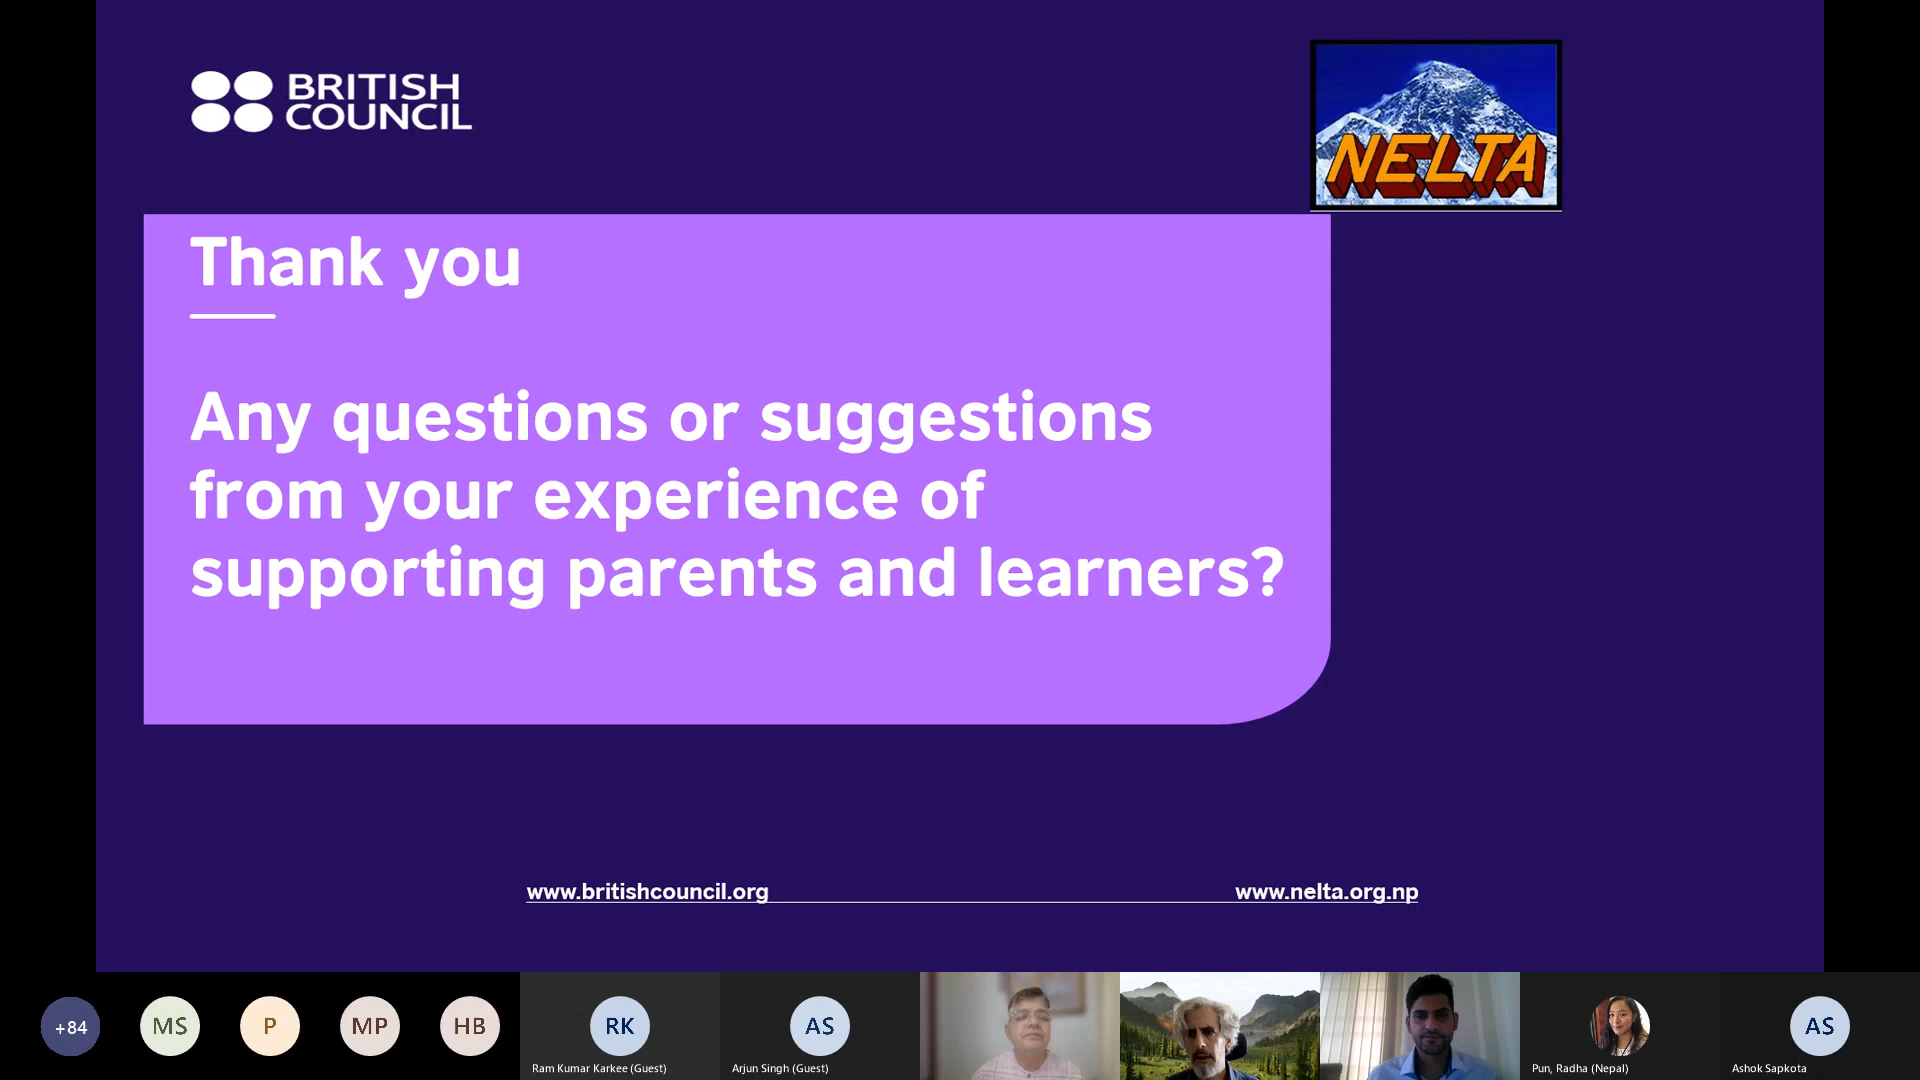 BRITISH
COUNCIL
NELTA
Thank you
Any questions or suggestions
from your experience of
supporting parents and learners?
www.britishcouncil.org
www.nelta.org.np
+84
MS
P
MP
HB
RK
AS
AS
Ram Kumar Karkee (Guest)
Arjun Singh (Guest)
Pun, Radha (Nepal)
Ashok Sapkota